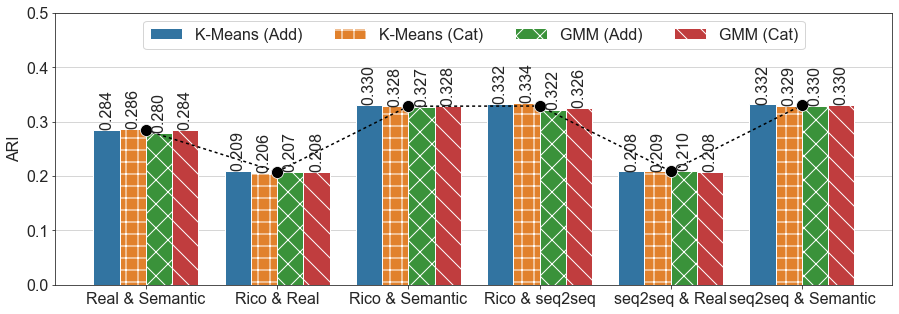 K-Means (Add) K-Means (Cat) GMM (Add) GMM (Cat)
ARI
0.5
0.4
0.3
0.2
0.1
0.0
0.284 0.286 0.280 0.284
0.209 0.206 0.207 0.208
0.330 0.328 0.327 0.328
0.332 0.334 0.322 0.326
0.208 0.209 0.210 0.208
0.332 0.329 0.330 0.330
Real & Semantic Rico & Real Rico & Semantic Rico & seq2seq seq2seq & Real seq2seq & Semantic